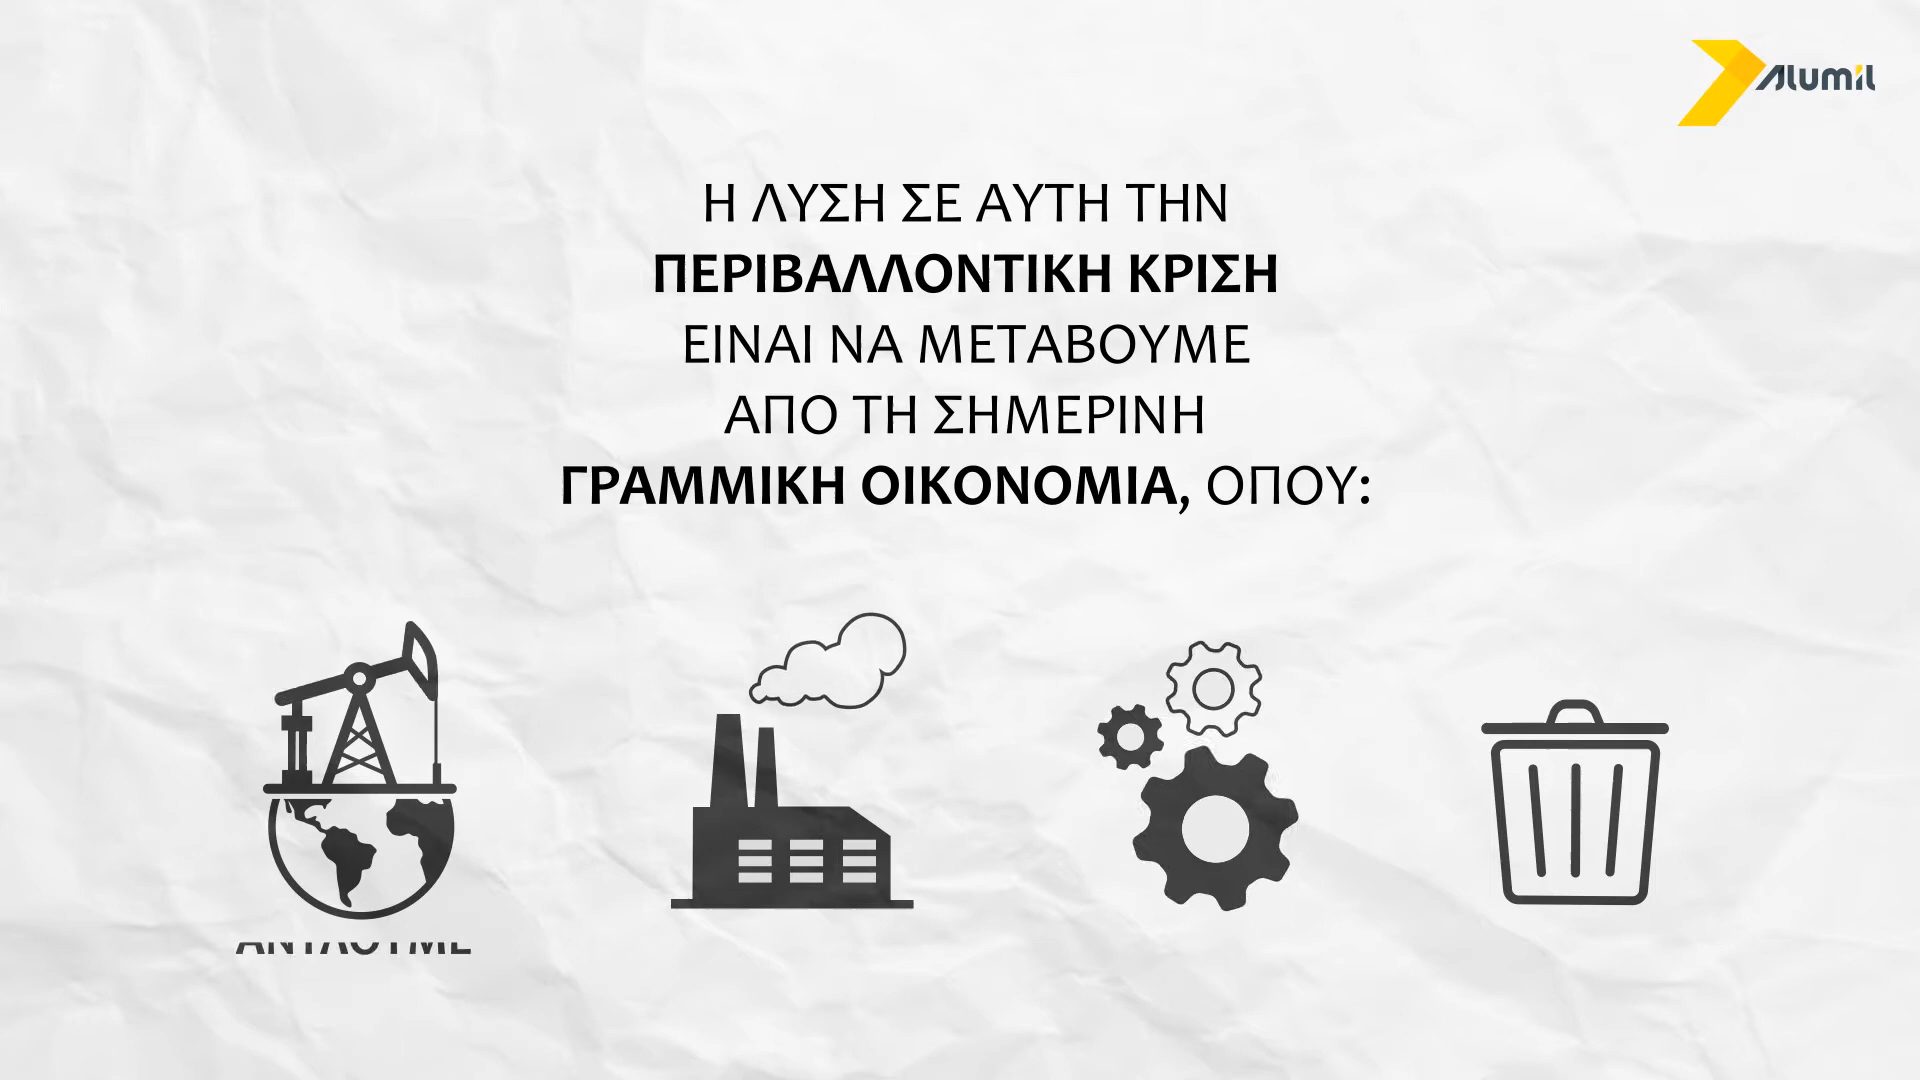 Alumil
Η ΛΥΣΗ ΣΕ ΑΥΤΗ ΤΗΝ
ΠΕΡΙΒΑΛΛΟΝΤΙΚΗ ΚΡΙΣΗ
ΕΙΝΑΙ ΝΑ ΜΕΤΑΒΟΥΜΕ
ΑΠΟ ΤΗ ΣΗΜΕΡΙΝΗ
ΓΡΑΜΜΙΚΗ ΟΙΚΟΝΟΜΙΑ, ΟΠΟΥ: